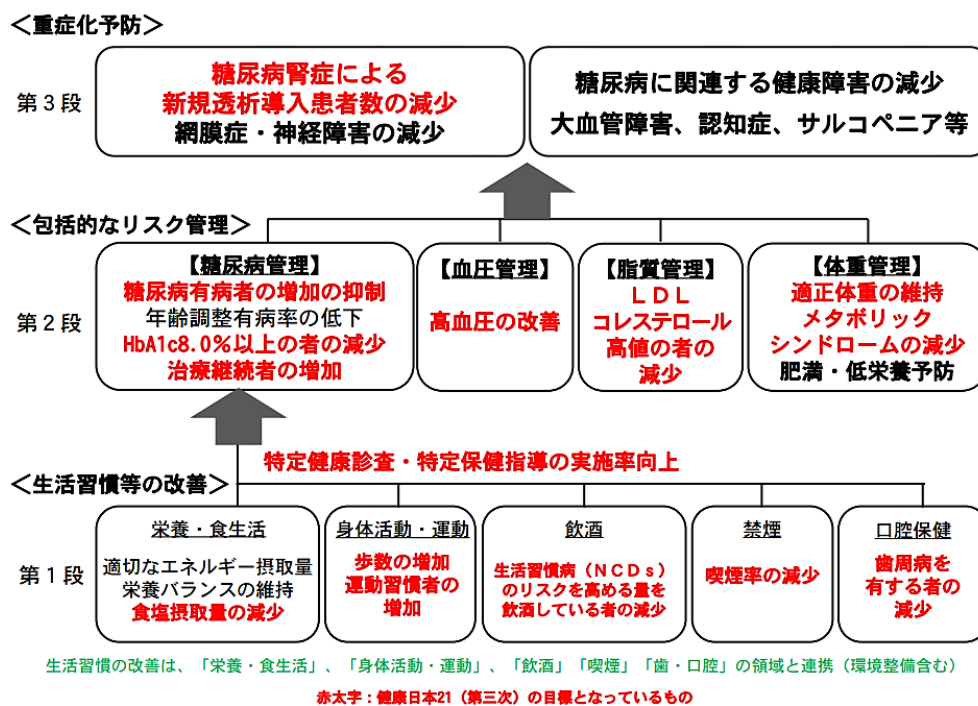 ＜重症化予防＞
第３段
糖尿病腎症による
新規透析導入患者数の減少
網膜症・神経障害の減少
糖尿病に関連する健康障害の減少
大血管障害、認知症、サルコペニア等
＜包括的なリスク管理＞
第２段
【糖尿病管理】
糖尿病有病者の増加の抑制
年齢調整有病率の低下
HbA1c8.0％以上の者の減少
治療継続者の増加
【血圧管理】
高血圧の改善
【脂質管理】
ＬＤＬ
コレステロール
高値の者の
減少
【体重管理】
適正体重の維持
メタボリック
シンドロームの減少
肥満・低栄養予防
特定健康診査・特定保健指導の実施率向上
＜生活習慣等の改善＞
第１段
栄養・食生活
適切なエネルギー摂取量
栄養バランスの維持
食塩摂取量の減少
身体活動・運動
歩数の増加
運動習慣者の
増加
飲酒
生活習慣病（ＮＣＤｓ）
のリスクを高める量を
飲酒している者の減少
禁煙
喫煙率の減少
口腔保健
歯周病を
有する者の
減少
生活習慣の改善は、「栄養・食生活」、「身体活動・運動」、「飲酒」「喫煙」「歯・口腔」の領域と連携（環境整備含む）
赤太字：健康日本21（第三次）の目標となっているもの